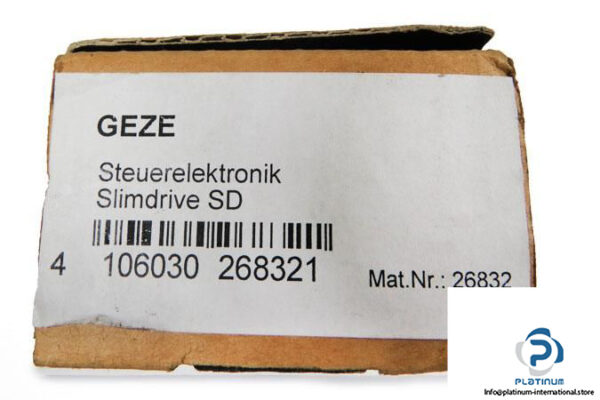 GEZE
Steuerelektronik
Slimdrive SD
4 106030 268321
Mat.Nr.: 26832
PLATINUM
Info@platinum-international.store